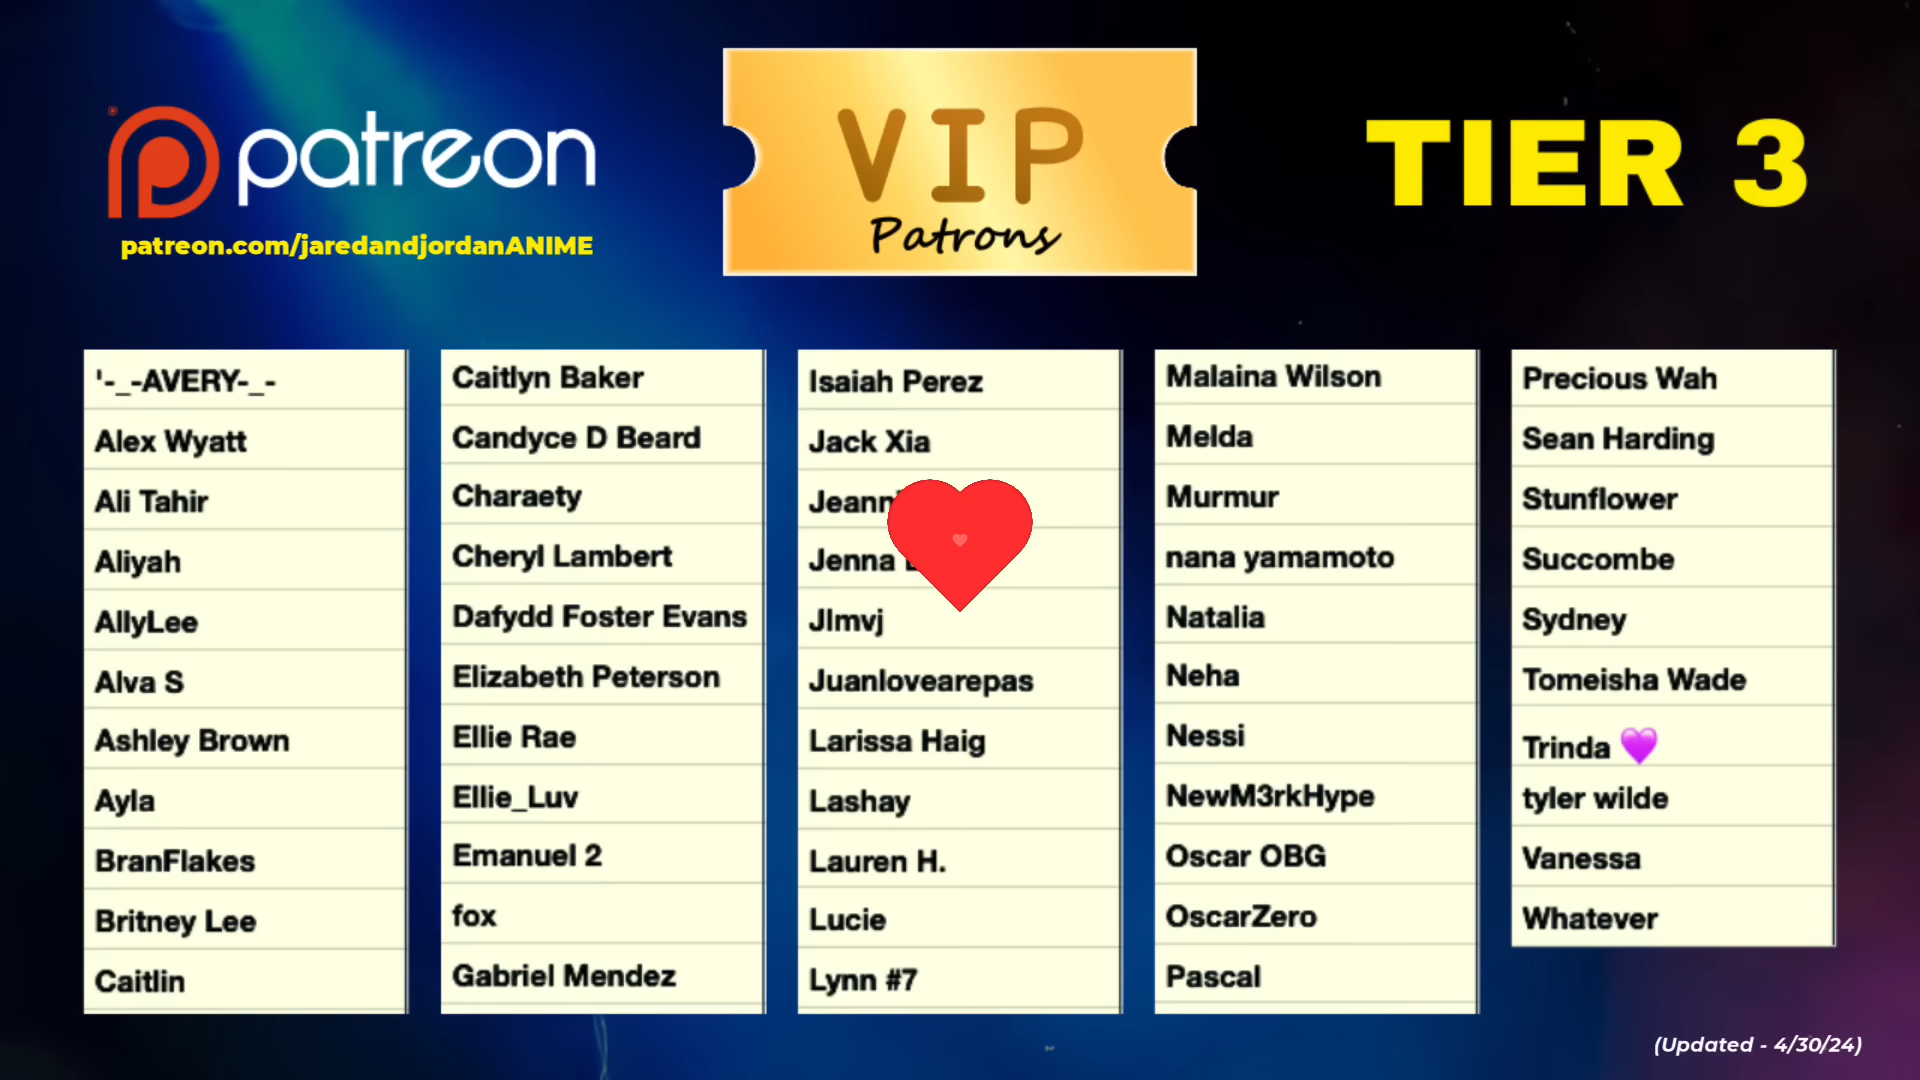 patreon
patreon.com/jaredandjordanANIME
VIP
Patrons
TIER 3
'-_-AVERY-_-
Alex Wyatt
Ali Tahir
Aliyah
AllyLee
Alva S
Ashley Brown
Ayla
BranFlakes
Britney Lee
Caitlin
Caitlyn Baker
Candyce D Beard
Charaety
Cheryl Lambert
Dafydd Foster Evans
Elizabeth Peterson
Ellie Rae
Ellie_Luv
Emanuel 2
fox
Gabriel Mendez
Isaiah Perez
Jack Xia
Jenna
Jlmvj
Juanlovearepas
Larissa Haig
Lashay
Lauren H.
Lucie
Lynn #7
Malaina Wilson
Melda
Murmur
nana yamamoto
Natalia
Neha
Nessi
NewM3rkHype
Oscar OBG
OscarZero
Pascal
Precious Wah
Sean Harding
Stunflower
Succombe
Sydney
Tomeisha Wade
Trinda 💜
tyler wilde
Vanessa
Whatever
(Updated - 4/30/24)